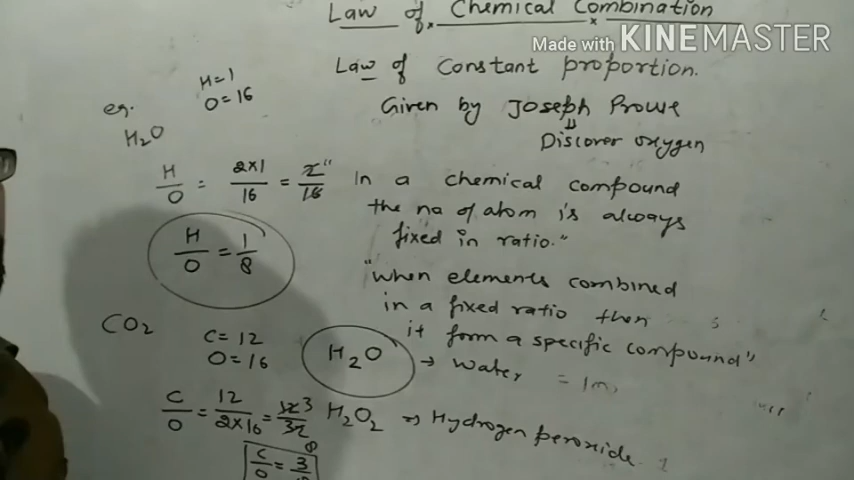 Law of Chemical Combination
Made with KINEMASTER
Law of Constant proportion.
H=1
O=16
eg.
H2O
Given by Joseph Prowe
Discover oxygen
H/O = 2×1/16 = 2/16
H/O = 1/8
In a chemical compound
the no of atom is always
fixed in ratio."
"when elements combined
in a fixed ratio then
it form a specific compound"
CO2
C=12
O=16
H2O → Water = 1
C/O = 12/2×16 = 12/32 3
8
H2O2 → Hydrogen peroxide
C/O = 3